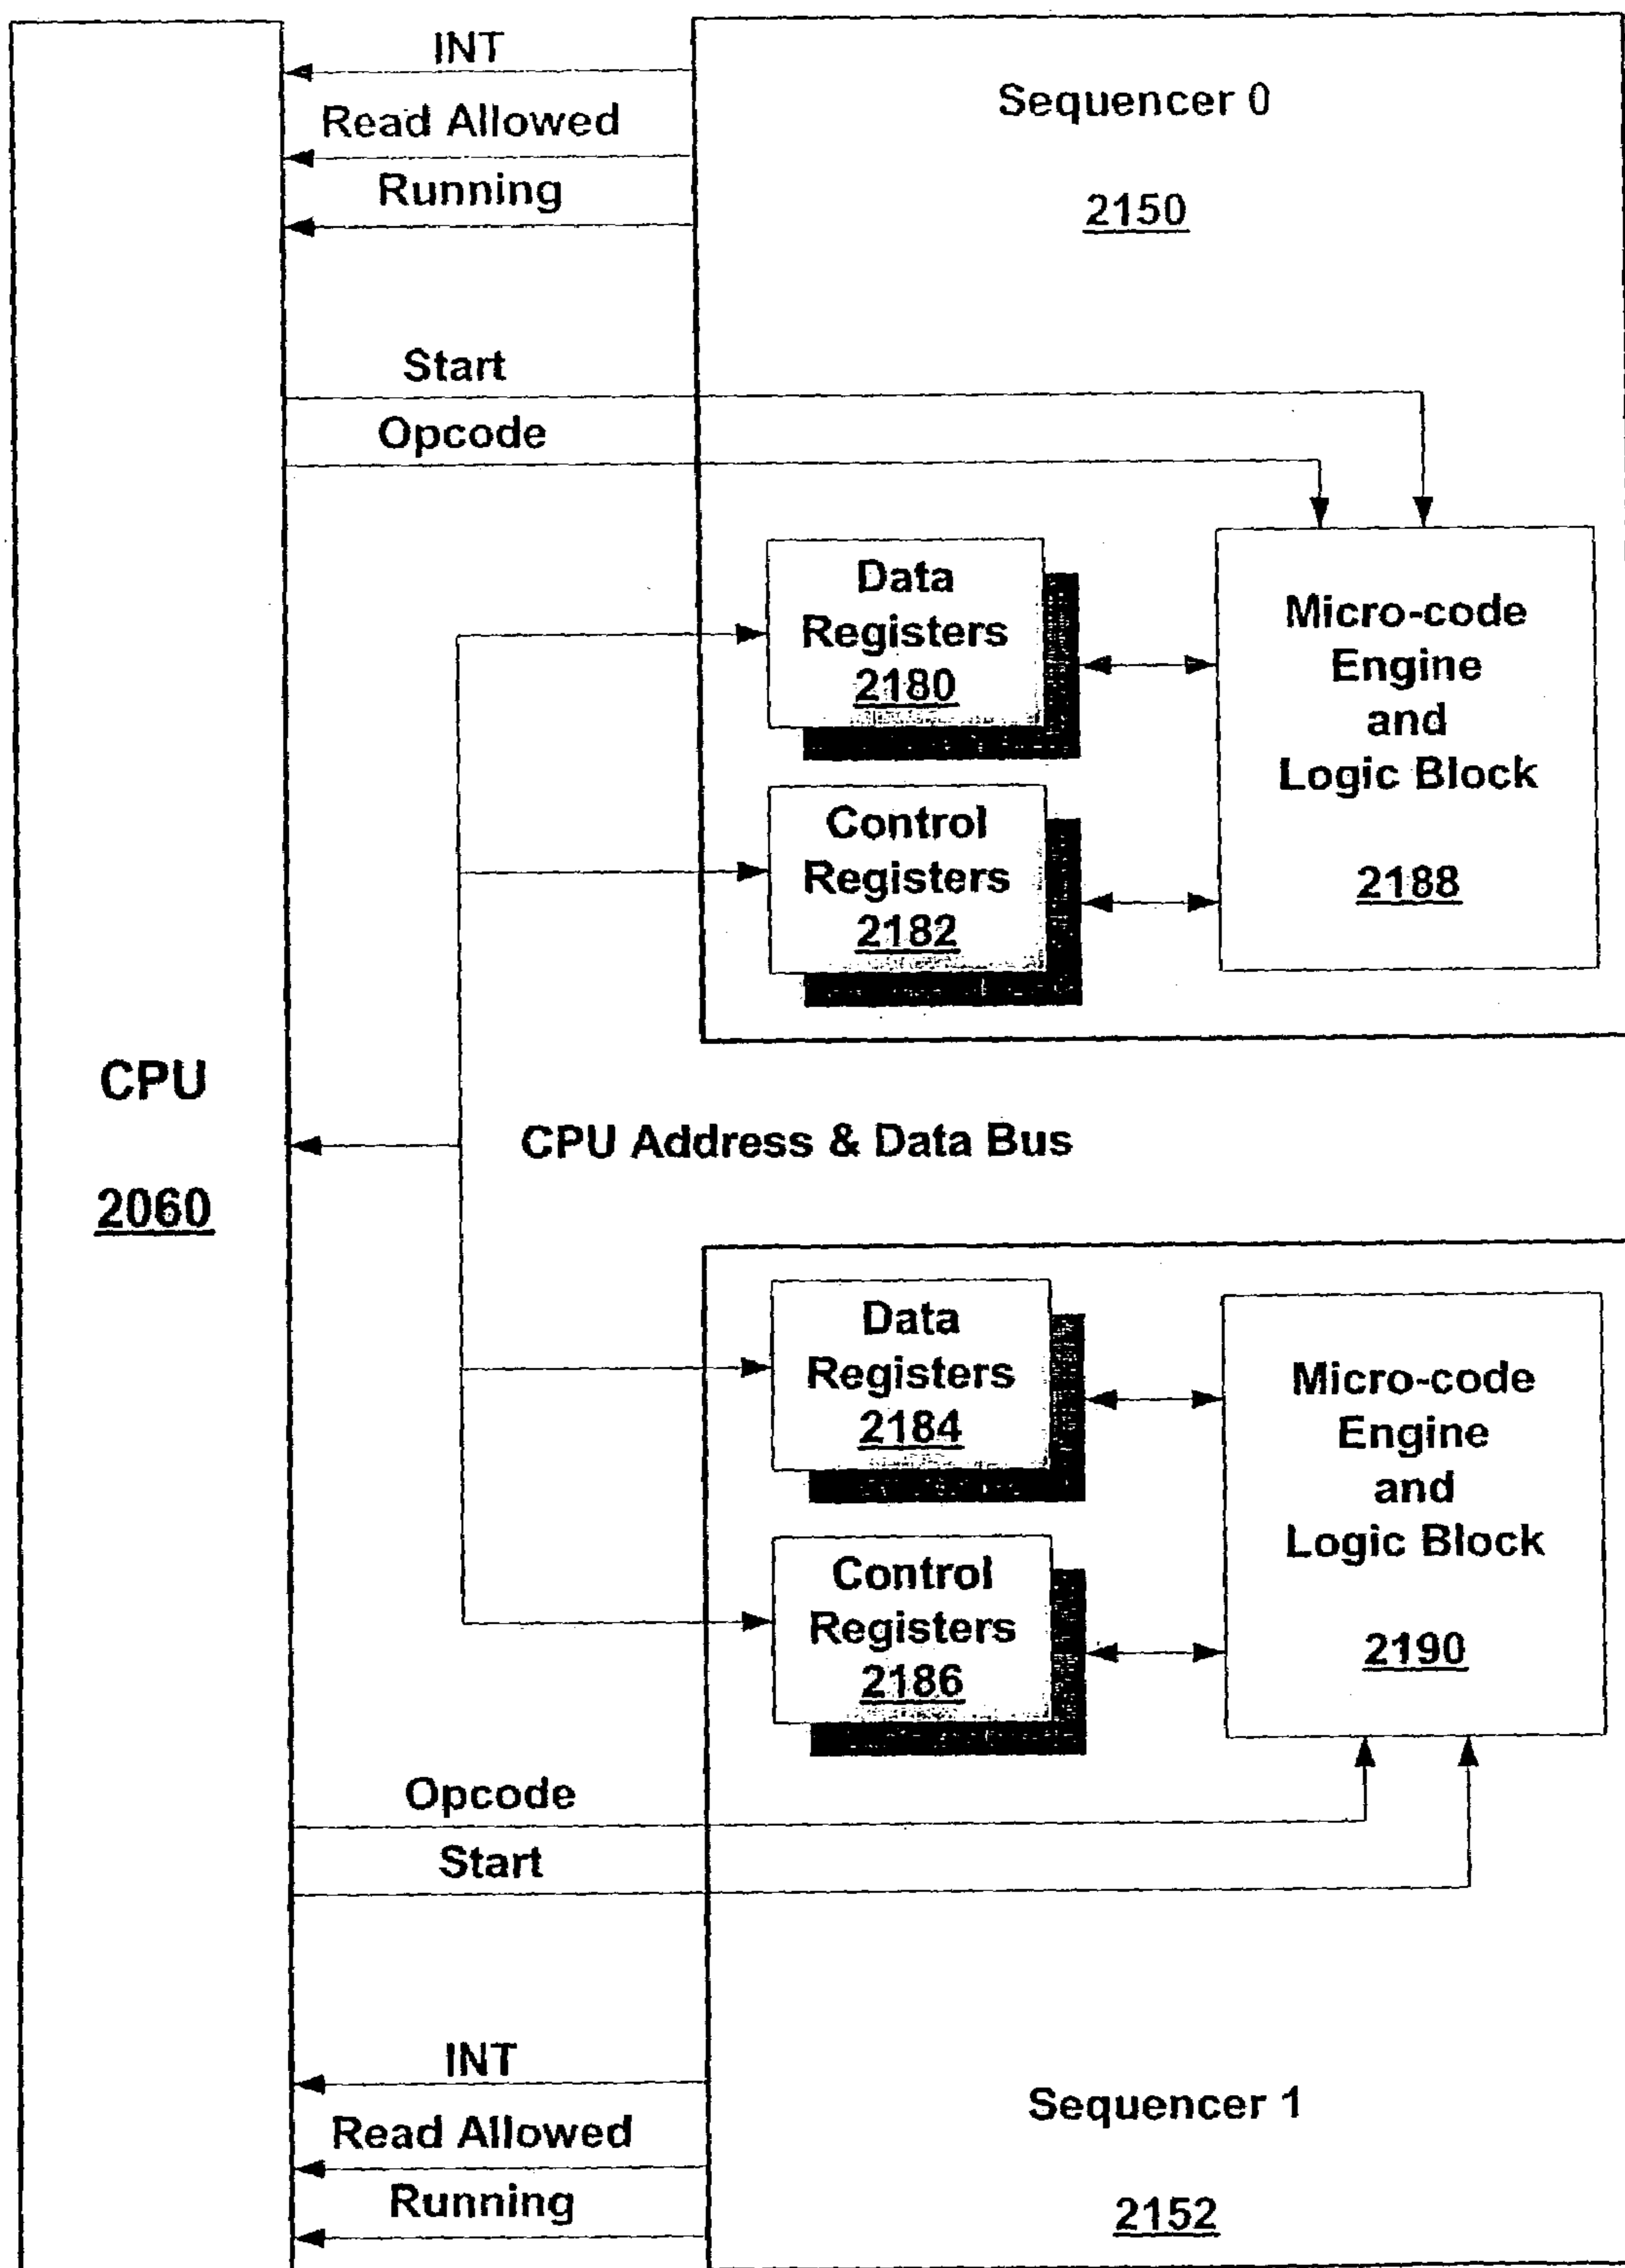 INT
Read Allowed
Running
Sequencer 0
2150
Start
Opcode
Data
Registers
2180
Control
Registers
2182
Micro-code
Engine
and
Logic Block
2188
CPU
2060
CPU Address & Data Bus
Data
Registers
2184
Control
Registers
2186
Micro-code
Engine
and
Logic Block
2190
Opcode
Start
INT
Read Allowed
Running
Sequencer 1
2152